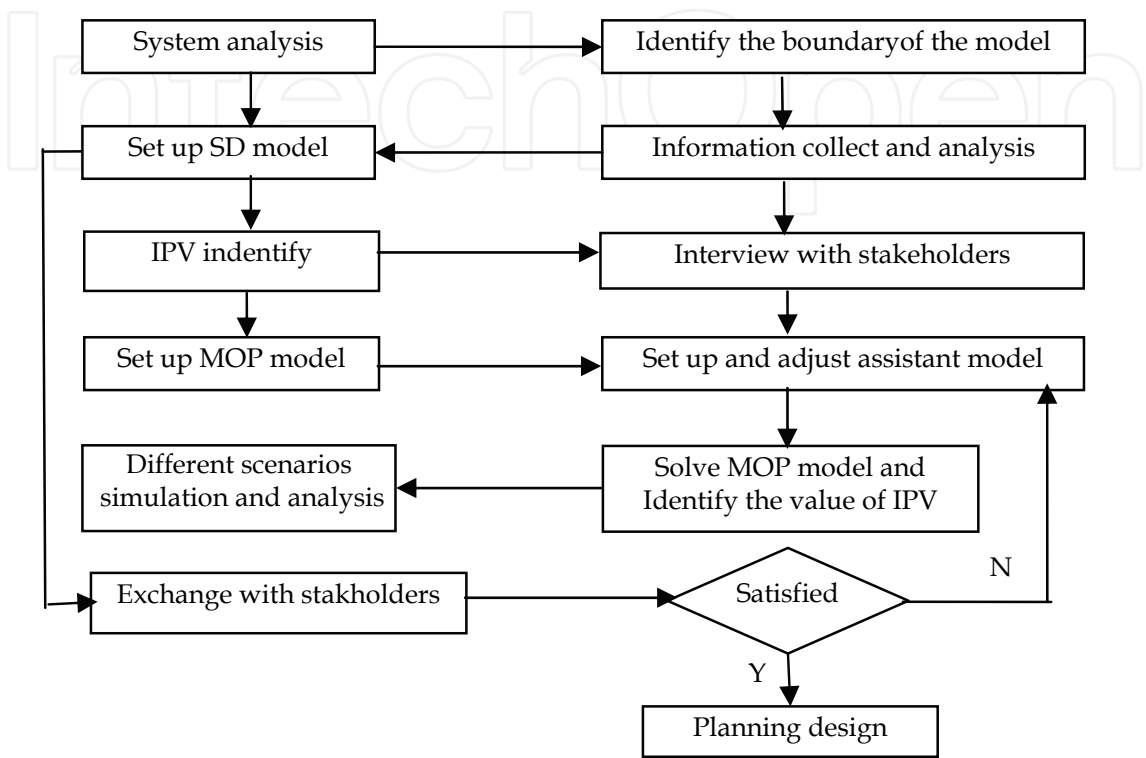 IntechOpen
System analysis
Identify the boundaryof the model
Set up SD model
Information collect and analysis
IPV indentify
Interview with stakeholders
Set up MOP model
Set up and adjust assistant model
Different scenarios
simulation and analysis
Solve MOP model and
Identify the value of IPV
Exchange with stakholders
Satisfied
N
Y
Planning design